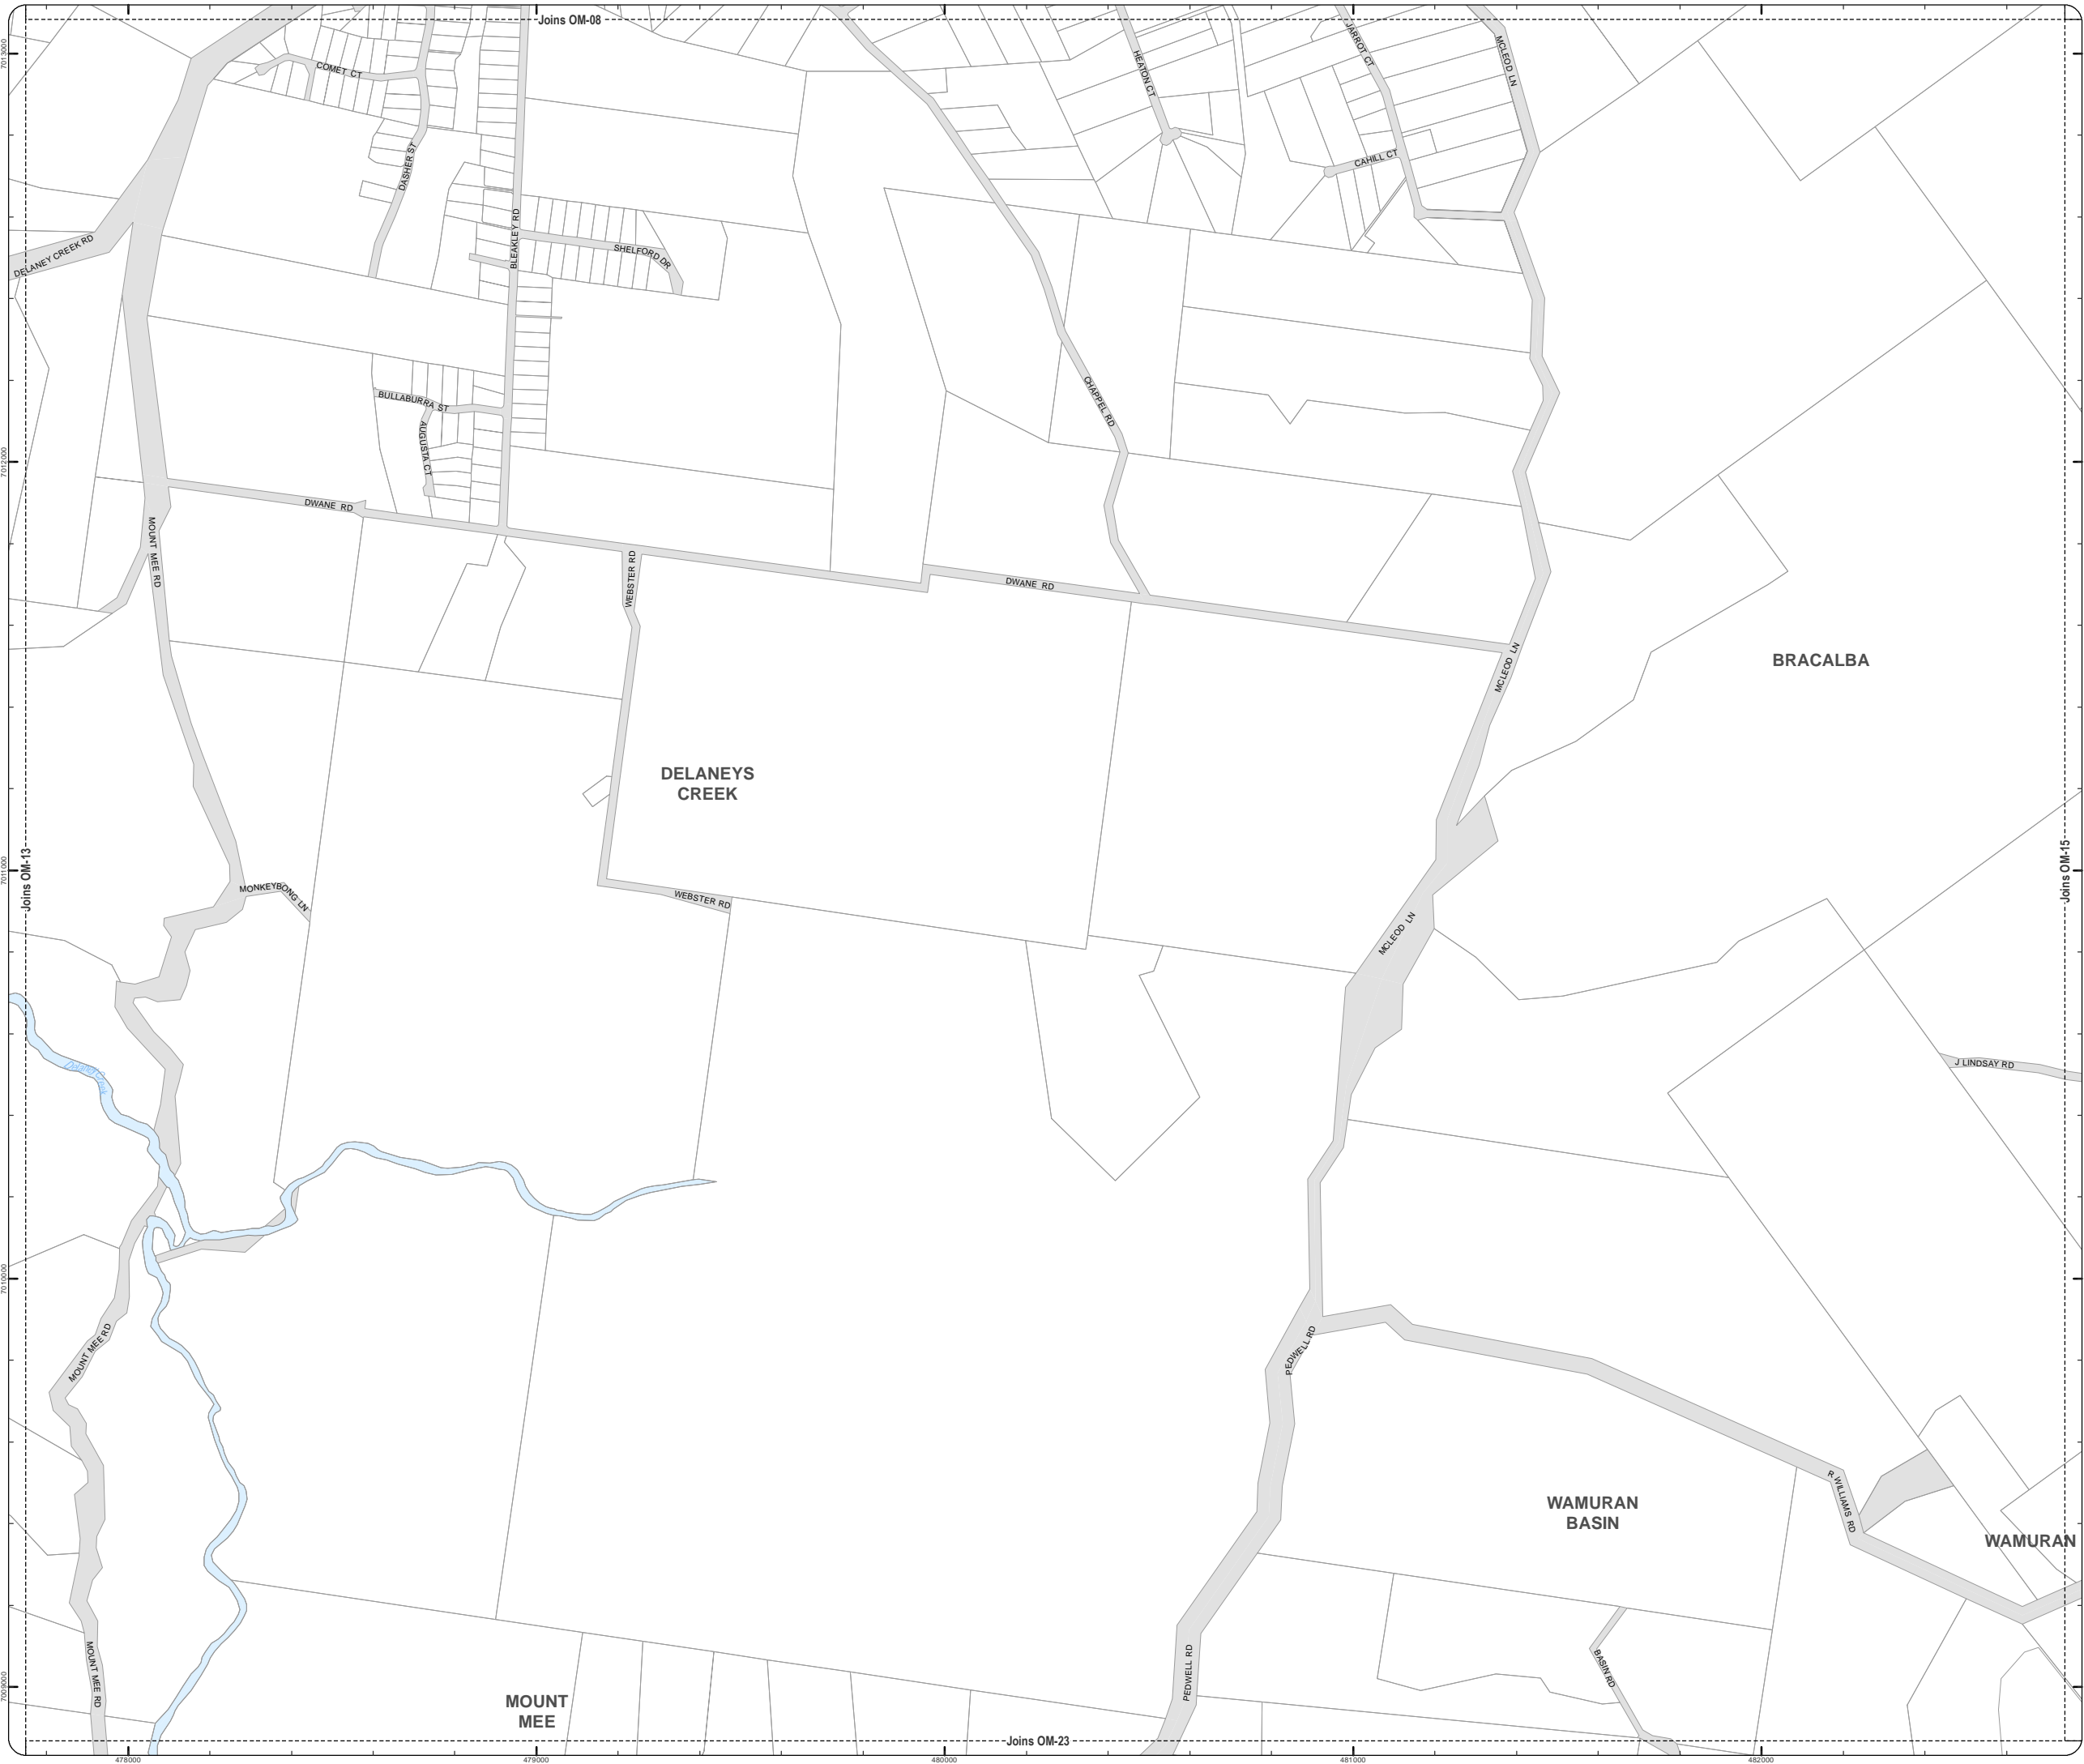 Joins OM-08
7013000
COMET CT
DASHER ST
BLEAKLEY RD
SHELFORD DR
DELANEY CREEK RD
HEATON CT
JARROT CT
MCLEOD LN
CAHILL CT
CHAPPEL RD
BULLABURRA ST
AUGUSTA CT
7012000
DWANE RD
MOUNT MEE RD
WEBSTER RD
DWANE RD
MCLEOD LN
BRACALBA
DELANEYS
CREEK
7011000
Joins OM-13
Joins OM-15
MONKEYBONG LN
WEBSTER RD
MCLEOD LN
Delaney Creek
J LINDSAY RD
7010000
MOUNT MEE RD
PEDWELL RD
R WILLIAMS RD
WAMURAN
BASIN
WAMURAN
MOUNT MEE RD
PEDWELL RD
BASIN RD
7009000
MOUNT
MEE
Joins OM-23
478000
479000
480000
481000
482000